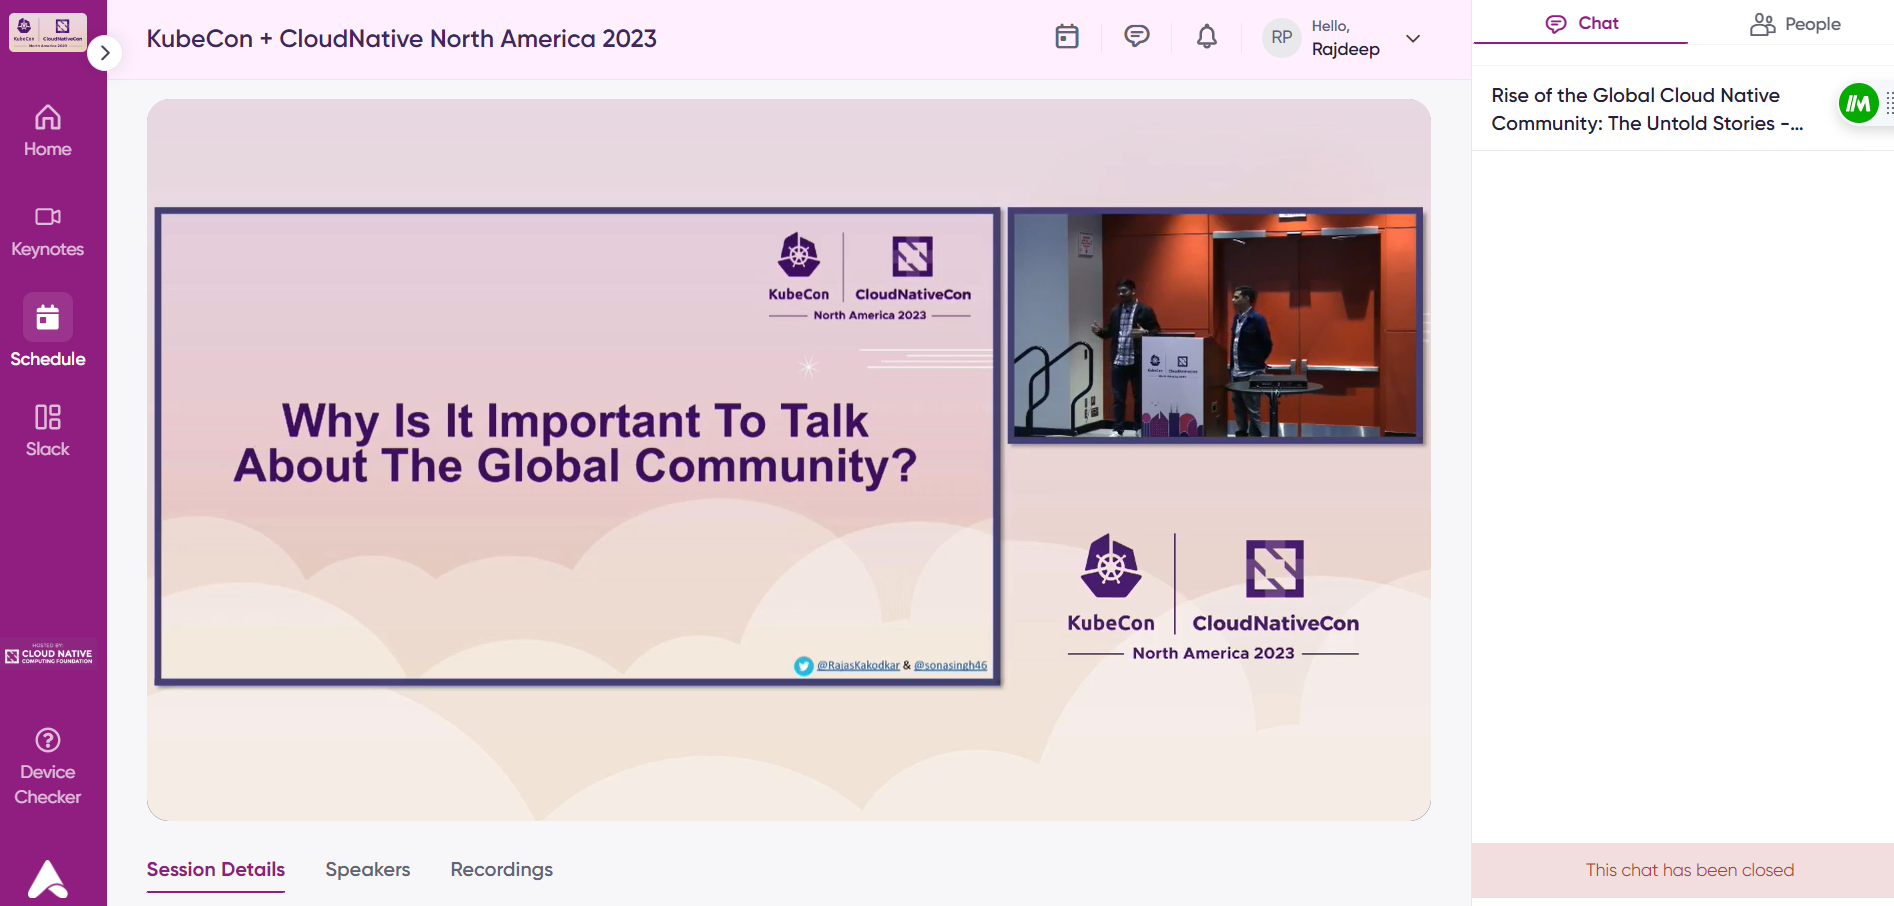 KubeCon CloudNativeCon
North America 2023
Home
Keynotes
Schedule
Slack
HOSTED BY:
CLOUD NATIVE
COMPUTING FOUNDATION
Device
Checker
KubeCon + CloudNative North America 2023
RP
Hello,
Rajdeep
KubeCon CloudNativeCon
North America 2023
Why Is It Important To Talk
About The Global Community?
@RajasKakodkar & @sonasingh46
KubeCon CloudNativeCon
North America 2023
KubeCon CloudNativeCon
Session Details
Speakers
Recordings
Chat
People
Rise of the Global Cloud Native
Community: The Untold Stories -...
This chat has been closed